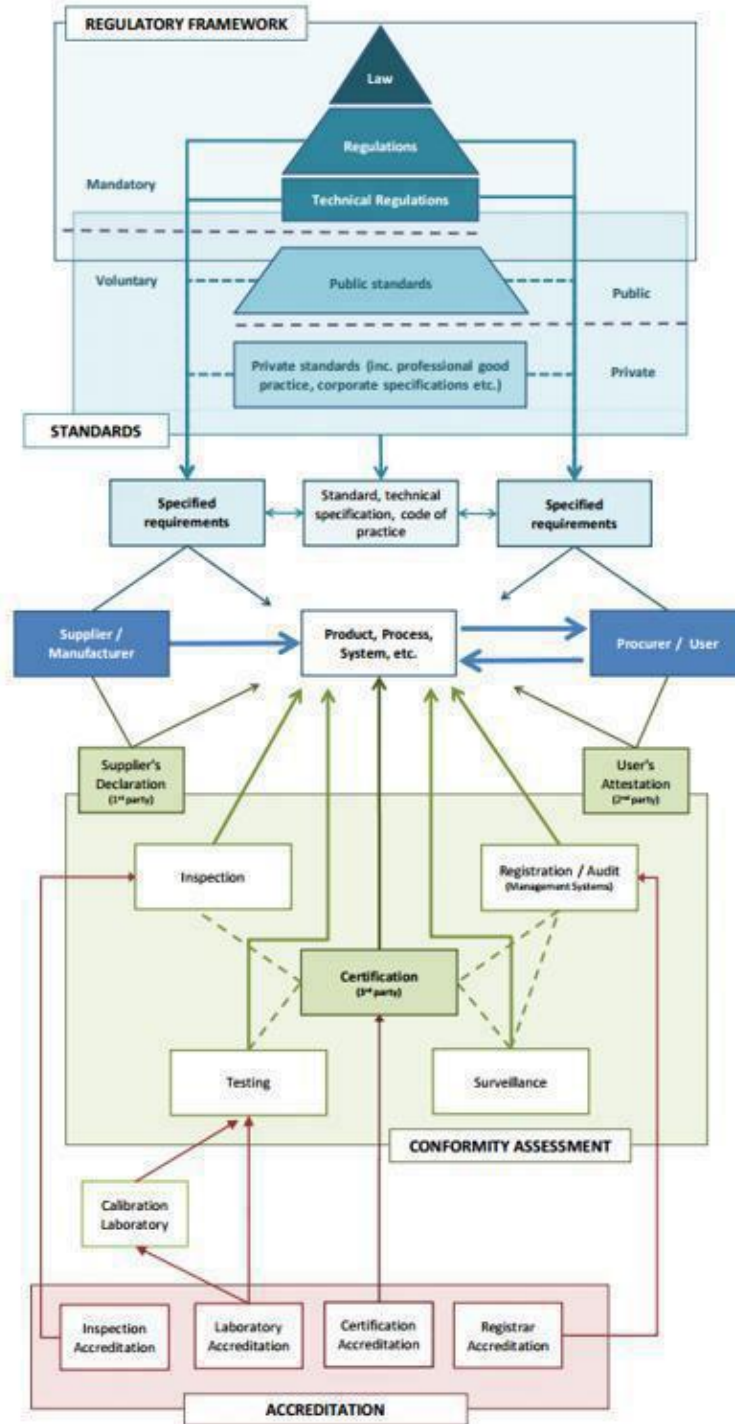 REGULATORY FRAMEWORK
Law
Regulations
Mandatory
Technical Regulations
Voluntary
Public standards
Public
Private standards (inc. professional good
practice, corporate specifications etc.)
Private
STANDARDS
Specified
requirements
Standard, technical
specification, code of
practice
Specified
requirements
Supplier /
Manufacturer
Product, Process,
System, etc.
Procurer / User
Supplier's
Declaration
(1st party)
User's
Attestation
(2nd party)
Inspection
Registration / Audit
(Management Systems)
Certification
(3rd party)
Testing
Surveillance
CONFORMITY ASSESSMENT
Calibration
Laboratory
Inspection
Accreditation
Laboratory
Accreditation
Certification
Accreditation
Registrar
Accreditation
ACCREDITATION